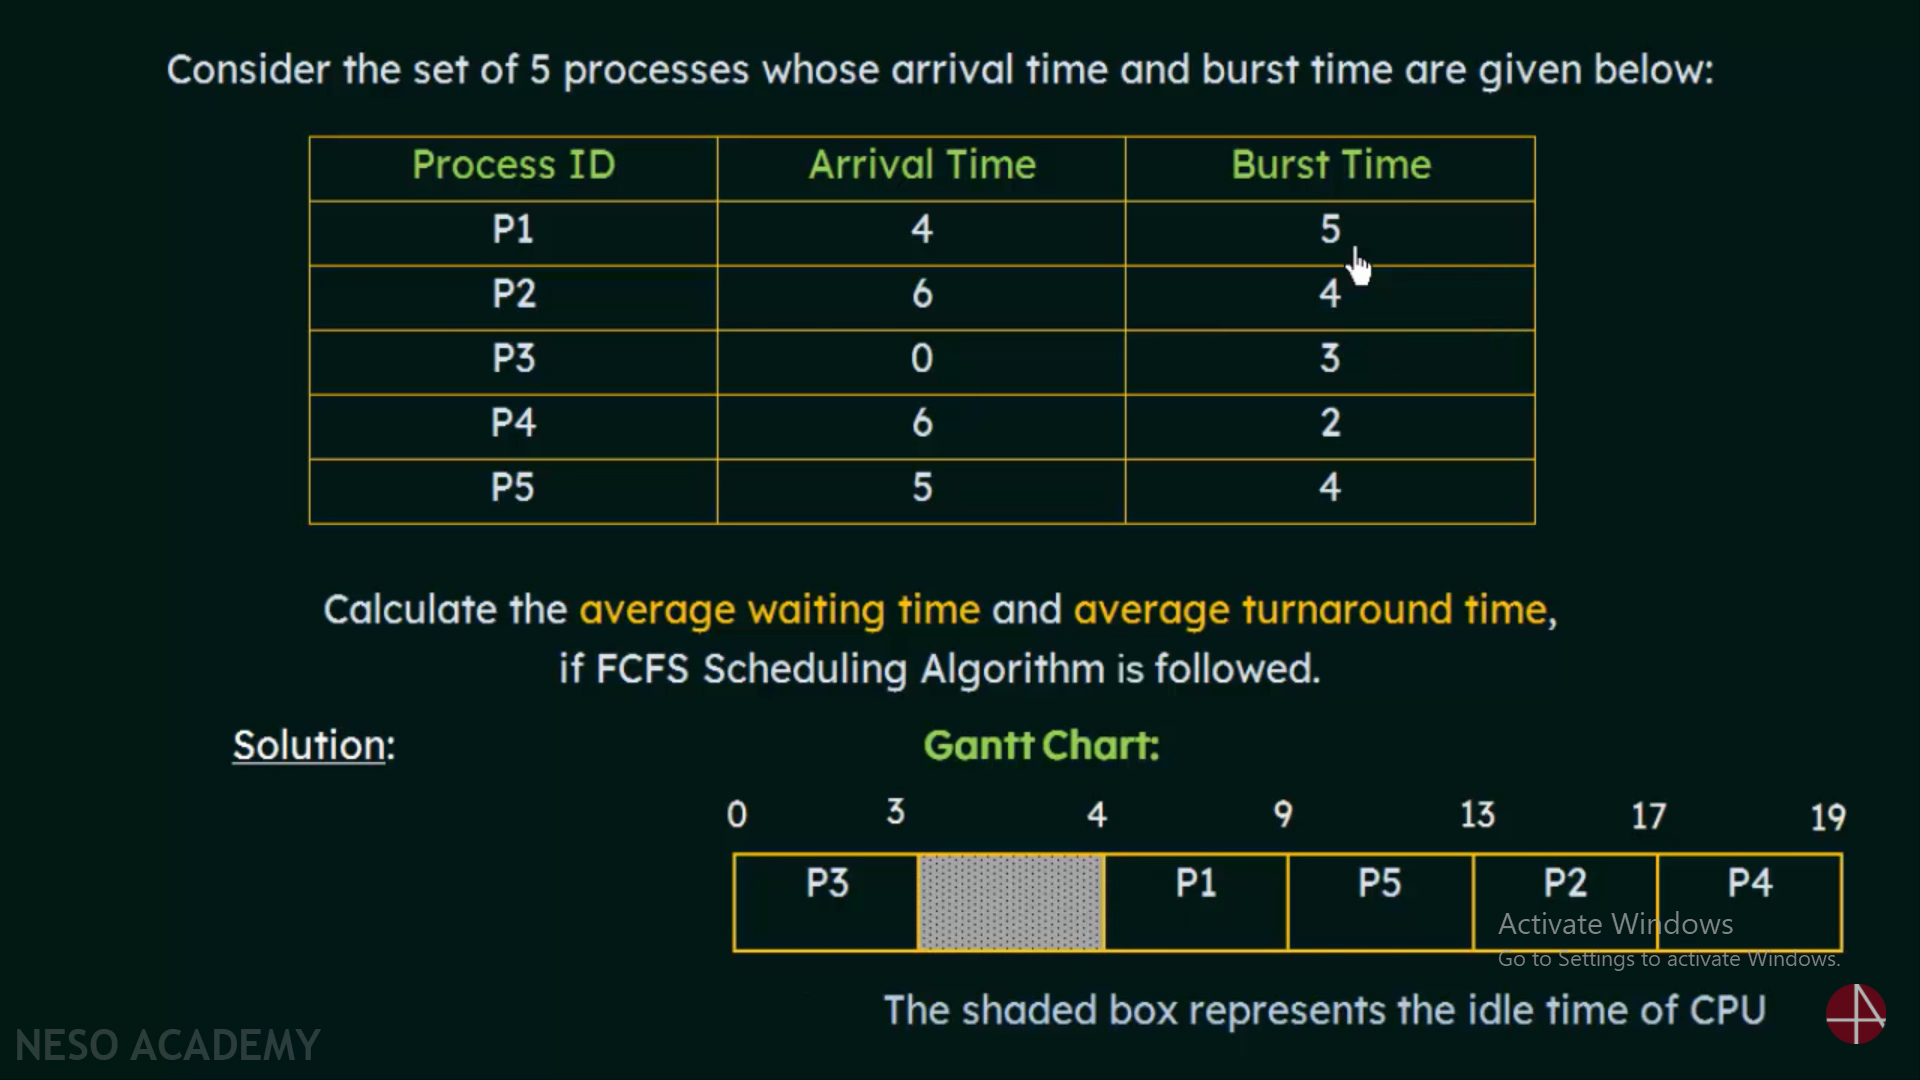 Consider the set of 5 processes whose arrival time and burst time are given below:
Process ID Arrival Time Burst Time
P1 4 5
P2 6 4
P3 0 3
P4 6 2
P5 5 4
Calculate the average waiting time and average turnaround time,
if FCFS Scheduling Algorithm is followed.
Solution: Gantt Chart:
0 3 4 9 13 17 19
P3 P1 P5 P2 P4
Activate Windows
Go to Settings to activate Windows.
The shaded box represents the idle time of CPU
NESO ACADEMY